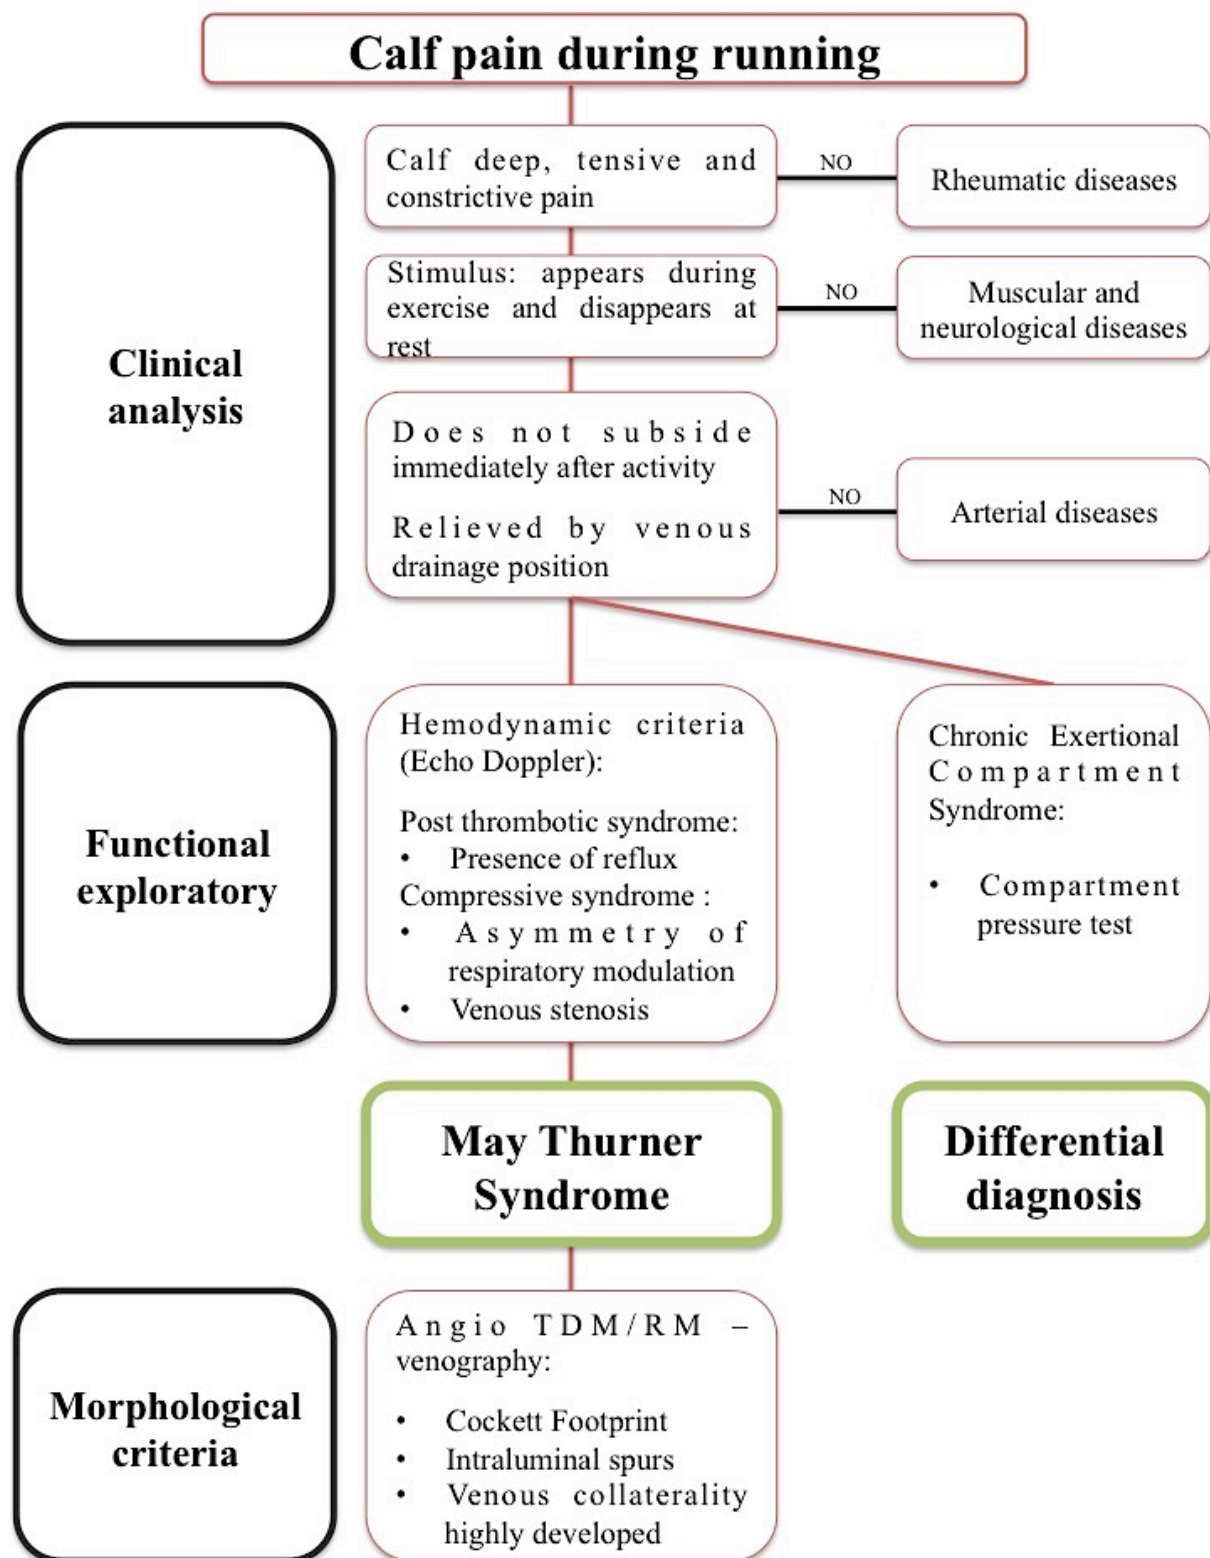 Calf pain during running
Clinical
analysis
Calf deep, tensive and
constrictive pain
NO
Rheumatic diseases
Stimulus: appears during
exercise and disappears at
rest
NO
Muscular and
neurological diseases
Does not subside
immediately after activity
Relieved by venous
drainage position
NO
Arterial diseases
Functional
exploratory
Hemodynamic criteria
(Echo Doppler):
Post thrombotic syndrome:
• Presence of reflux
Compressive syndrome :
• Asymmetry of
respiratory modulation
• Venous stenosis
Chronic Exertional
Compartment
Syndrome:
• Compartment
pressure test
May Thurner
Syndrome
Differential
diagnosis
Morphological
criteria
Angio TDM/RM –
venography:
• Cockett Footprint
• Intraluminal spurs
• Venous collaterality
highly developed